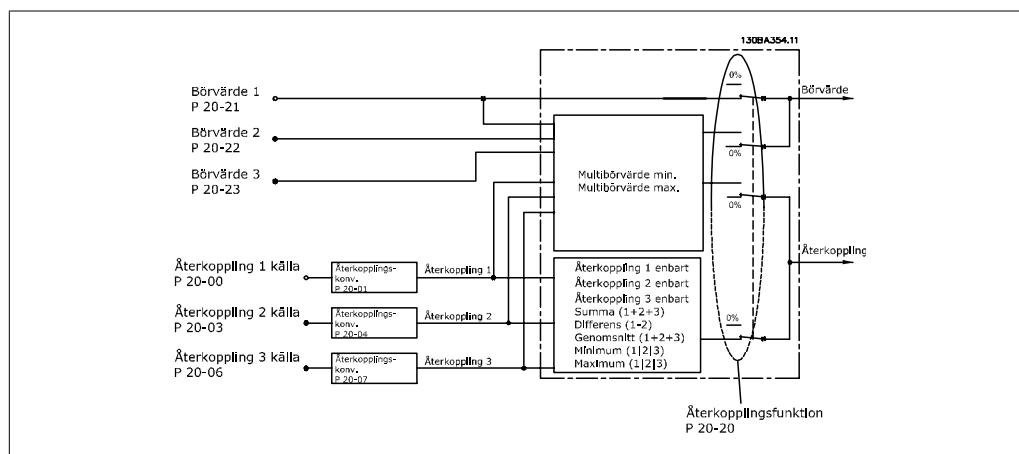 130BA354.11
0%
Börvärde 1
P 20-21
Börvärde
Börvärde 2
P 20-22
0%
Börvärde 3
P 20-23
Multibörvärde min.
Multibörvärde max.
0%
Återkoppling
Återkoppling 1 källa
P 20-00
Återkopplings-
konv.
P 20-01
Återkoppling 1
Återkoppling 2 källa
P 20-03
Återkopplings-
konv.
P 20-04
Återkoppling 2
Återkoppling 3 källa
P 20-06
Återkopplings-
konv.
P 20-07
Återkoppling 3
Återkoppling 1 enbart
Återkoppling 2 enbart
Återkoppling 3 enbart
Summa (1+2+3)
Differens (1-2)
Genomsnitt (1+2+3)
Minimum (1|2|3)
Maximum (1|2|3)
0%
Återkopplingsfunktion
P 20-20